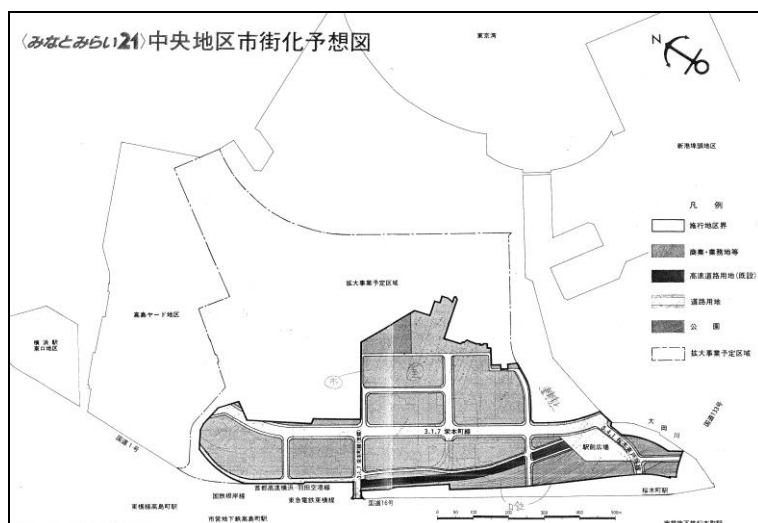 〈みなとみらい21〉中央地区市街化予想図
東京湾
N
新港埠頭地区
凡例
施行地区界
商業・業務地等
高速道路用地(既設)
道路用地
公園
拡大事業予定区域
拡大事業予定区域
高島ヤード地区
横浜駅
東口地区
国道1号
3.1.7 栄本町線
駅前広場
大岡川
国道133号
桜木町駅
首都高速横浜・羽田空港線
国鉄根岸線
東急電鉄東横線
国道16号
東横線高島町駅
市営地下鉄高島町駅